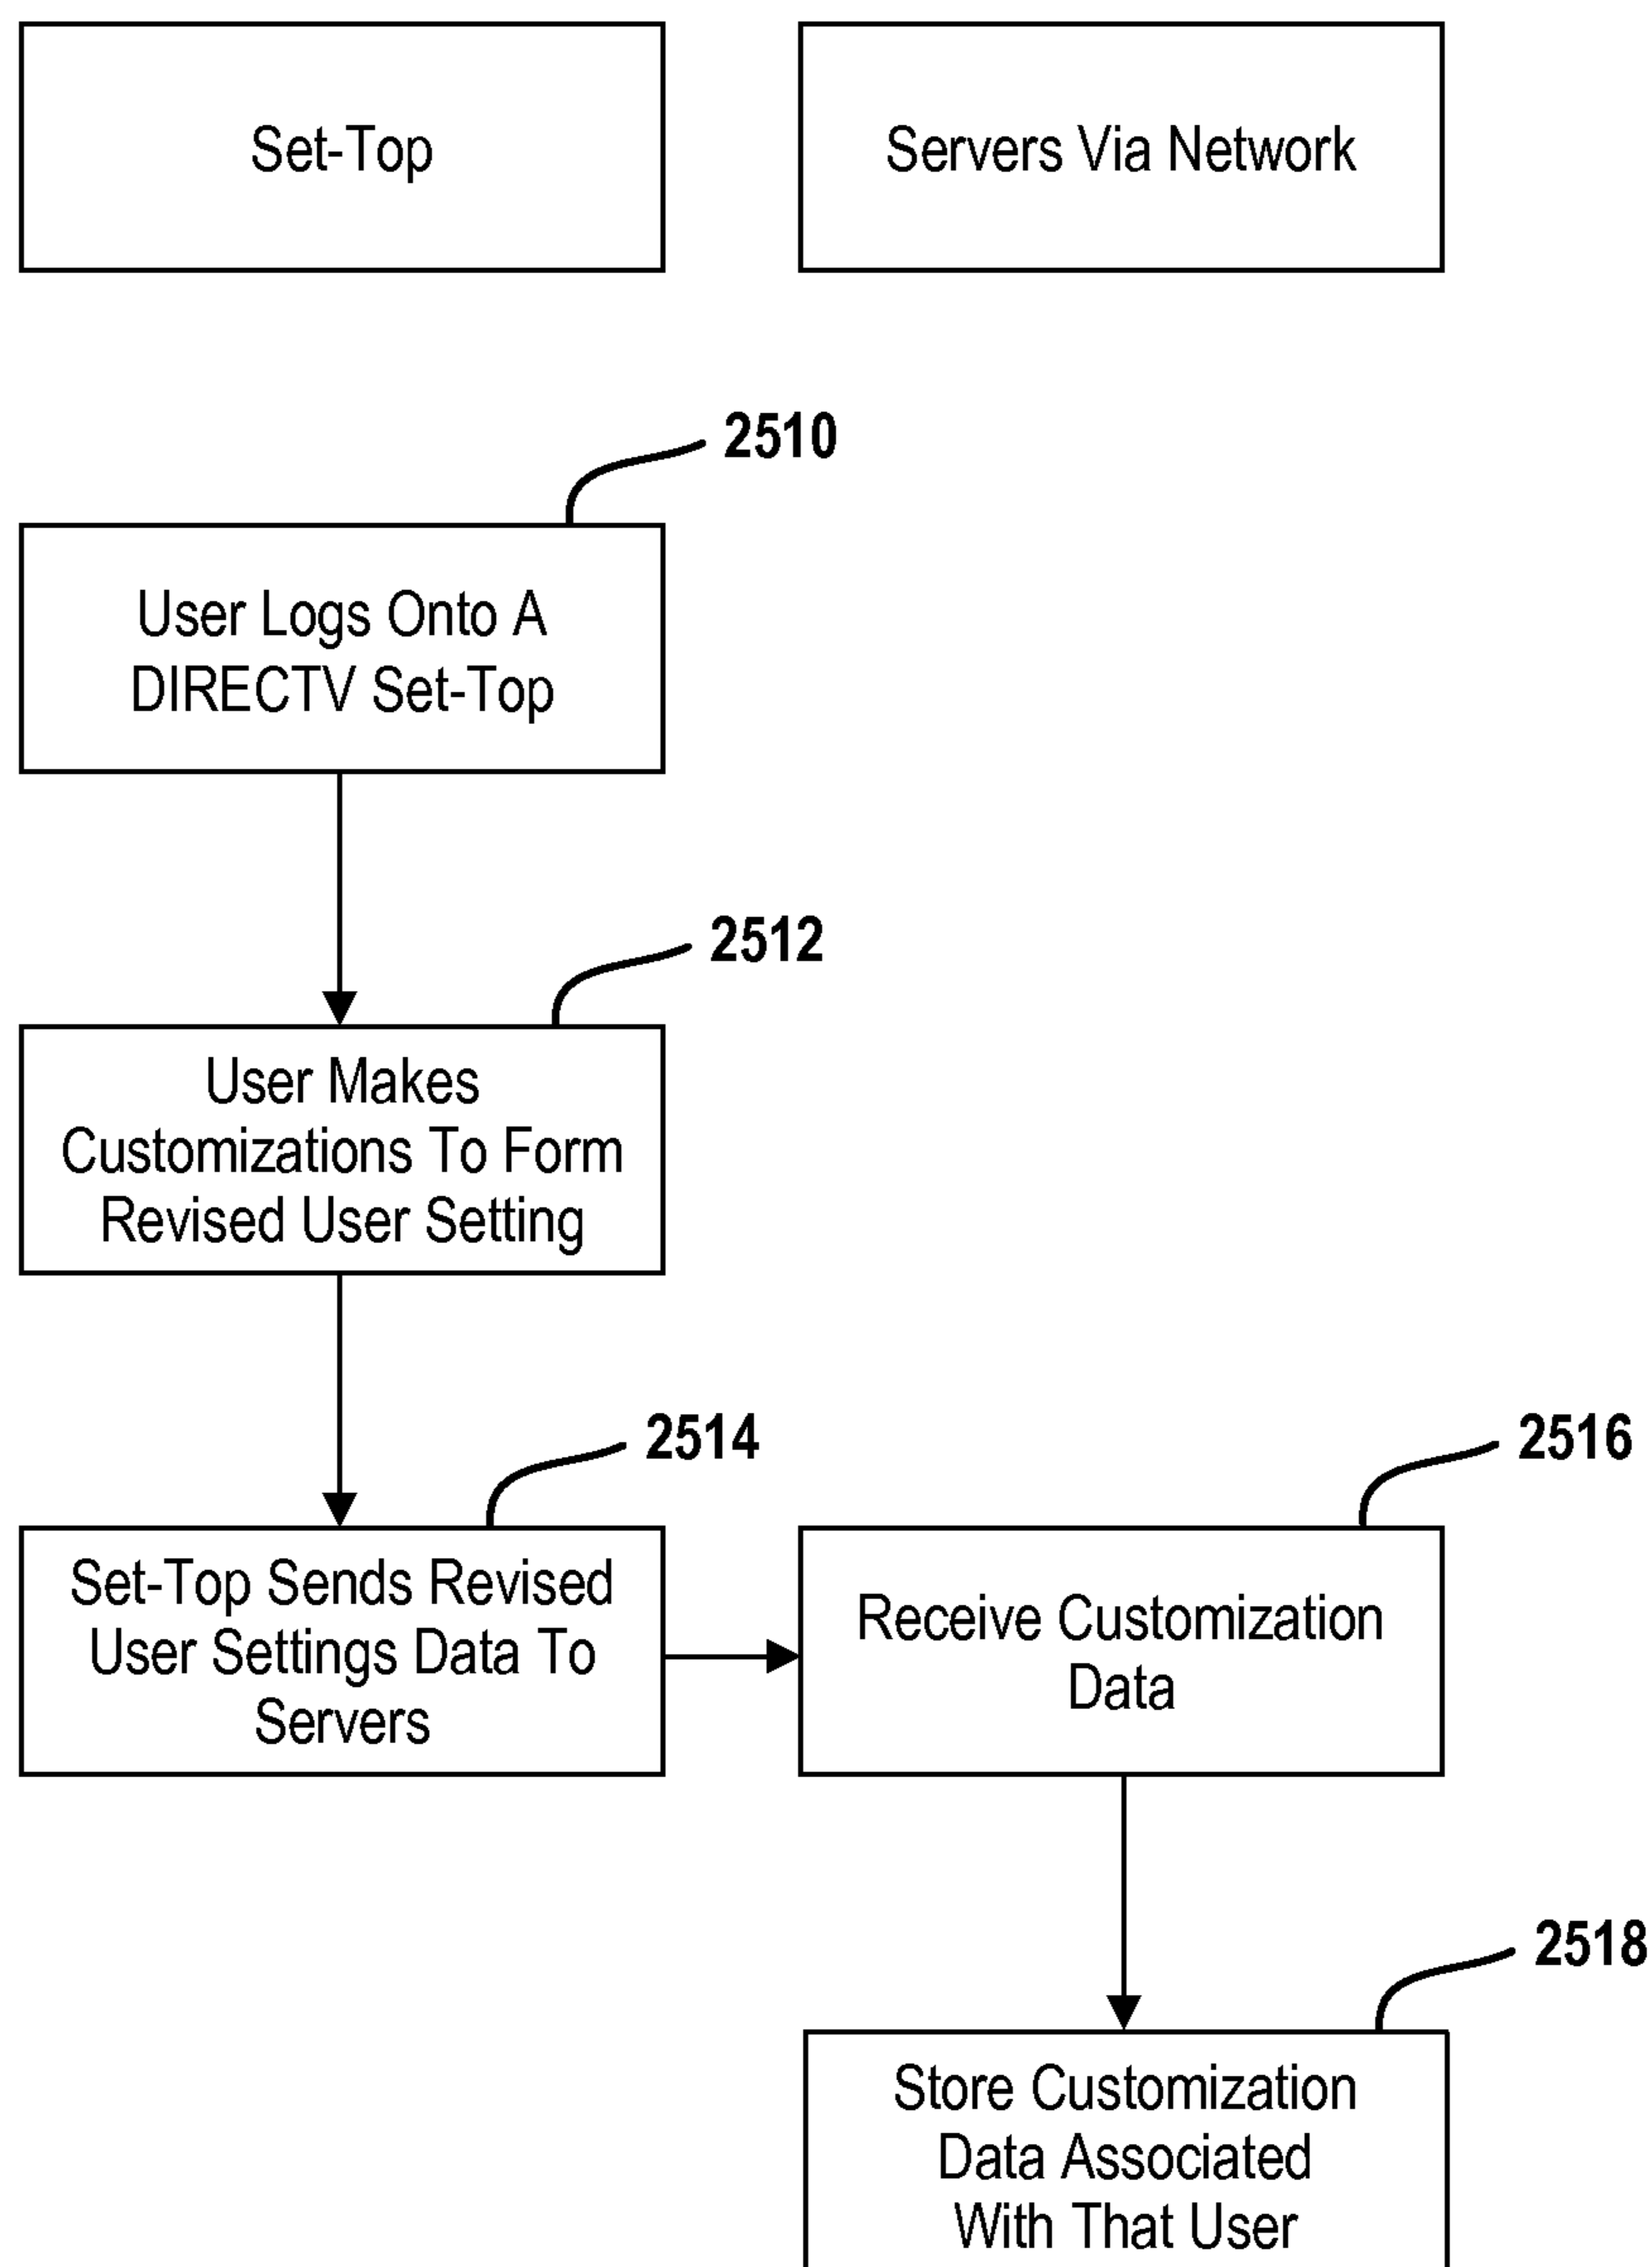 Set-Top
Servers Via Network
2510
User Logs Onto A
DIRECTV Set-Top
2512
User Makes
Customizations To Form
Revised User Setting
2514
Set-Top Sends Revised
User Settings Data To
Servers
2516
Receive Customization
Data
2518
Store Customization
Data Associated
With That User